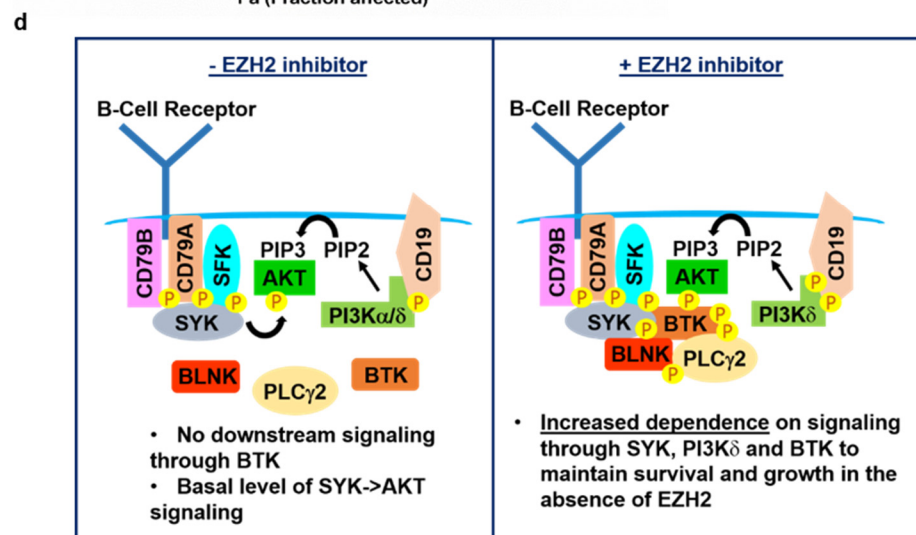 Fa (Fraction affected)
d
- EZH2 inhibitor
B-Cell Receptor
CD79B
CD79A
SFK
PIP3
PIP2
CD19
AKT
P
P
P
P
P
SYK
PI3Kα/δ
BLNK
PLCγ2
BTK
• No downstream signaling
through BTK
• Basal level of SYK->AKT
signaling
+ EZH2 inhibitor
B-Cell Receptor
CD79B
CD79A
SFK
PIP3
PIP2
CD19
AKT
P
P
P
P
P
P
SYK
P
BTK
P
P
PI3Kδ
BLNK
PLCγ2
P
• Increased dependence on signaling
through SYK, PI3Kδ and BTK to
maintain survival and growth in the
absence of EZH2